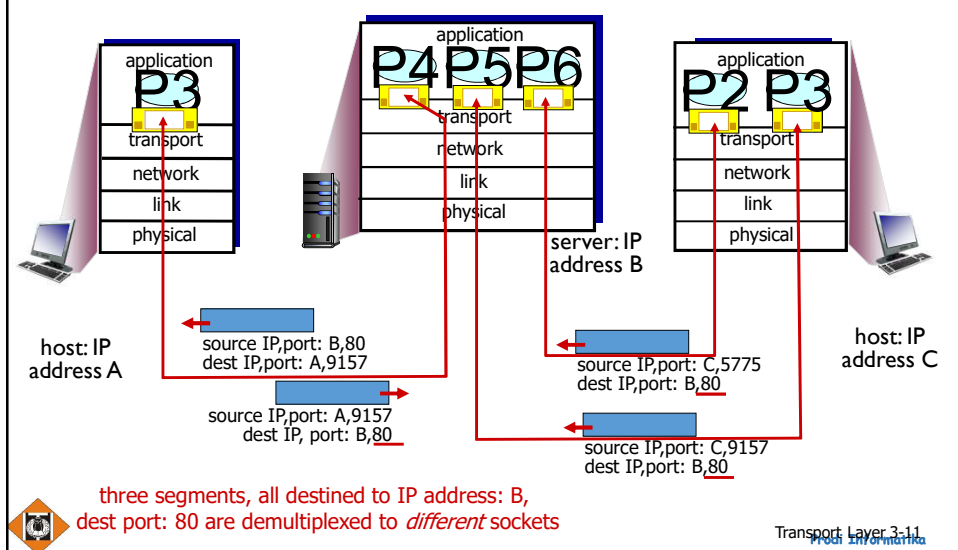 application
P3
transport
network
link
physical
application
P4 P5 P6
transport
network
link
physical
server: IP
address B
application
P2 P3
transport
network
link
physical
host: IP
address A
source IP,port: B,80
dest IP,port: A,9157
source IP,port: A,9157
dest IP, port: B,80
source IP,port: C,5775
dest IP,port: B,80
source IP,port: C,9157
dest IP,port: B,80
host: IP
address C
three segments, all destined to IP address: B,
dest port: 80 are demultiplexed to different sockets
Transport Layer 3-11
Prodi Informatika